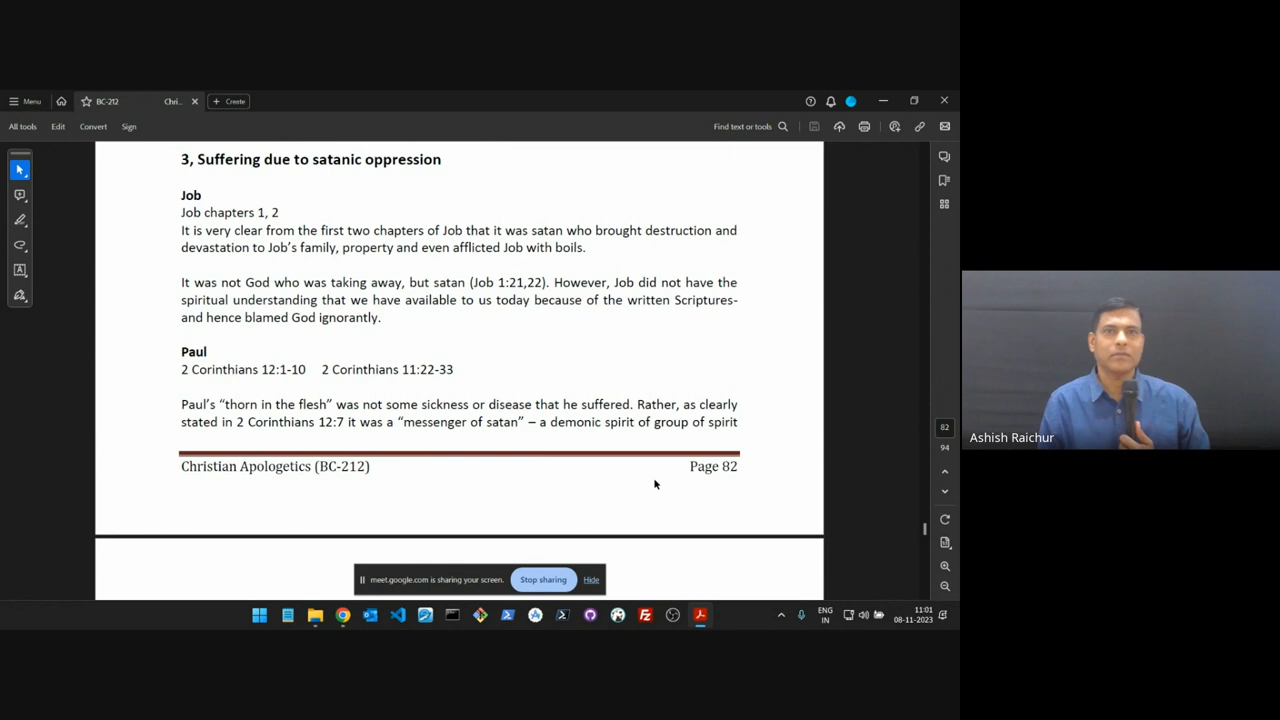 Menu
BC-212
Chri...
Create
All tools
Edit
Convert
Sign
Find text or tools
3, Suffering due to satanic oppression
Job
Job chapters 1, 2
It is very clear from the first two chapters of Job that it was satan who brought destruction and
devastation to Job's family, property and even afflicted Job with boils.
It was not God who was taking away, but satan (Job 1:21,22). However, Job did not have the
spiritual understanding that we have available to us today because of the written Scriptures-
and hence blamed God ignorantly.
Paul
2 Corinthians 12:1-10 2 Corinthians 11:22-33
Paul's “thorn in the flesh” was not some sickness or disease that he suffered. Rather, as clearly
stated in 2 Corinthians 12:7 it was a “messenger of satan” – a demonic spirit of group of spirit
Christian Apologetics (BC-212)
Page 82
82
94
Ashish Raichur
meet.google.com is sharing your screen.
Stop sharing
Hide
ENG
IN
11:01
08-11-2023